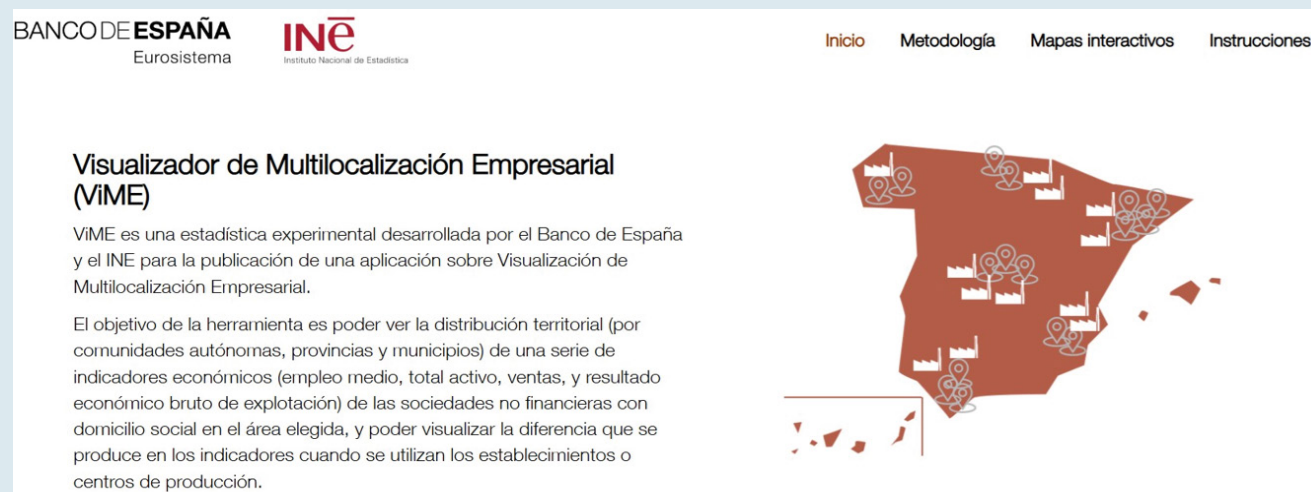 BANCO DE ESPAÑA
Eurosistema
INe
Instituto Nacional de Estadística
Inicio Metodología Mapas interactivos Instrucciones
Visualizador de Multilocalización Empresarial
(ViME)
ViME es una estadística experimental desarrollada por el Banco de España
y el INE para la publicación de una aplicación sobre Visualización de
Multilocalización Empresarial.
El objetivo de la herramienta es poder ver la distribución territorial (por
comunidades autónomas, provincias y municipios) de una serie de
indicadores económicos (empleo medio, total activo, ventas, y resultado
económico bruto de explotación) de las sociedades no financieras con
domicilio social en el área elegida, y poder visualizar la diferencia que se
produce en los indicadores cuando se utilizan los establecimientos o
centros de producción.